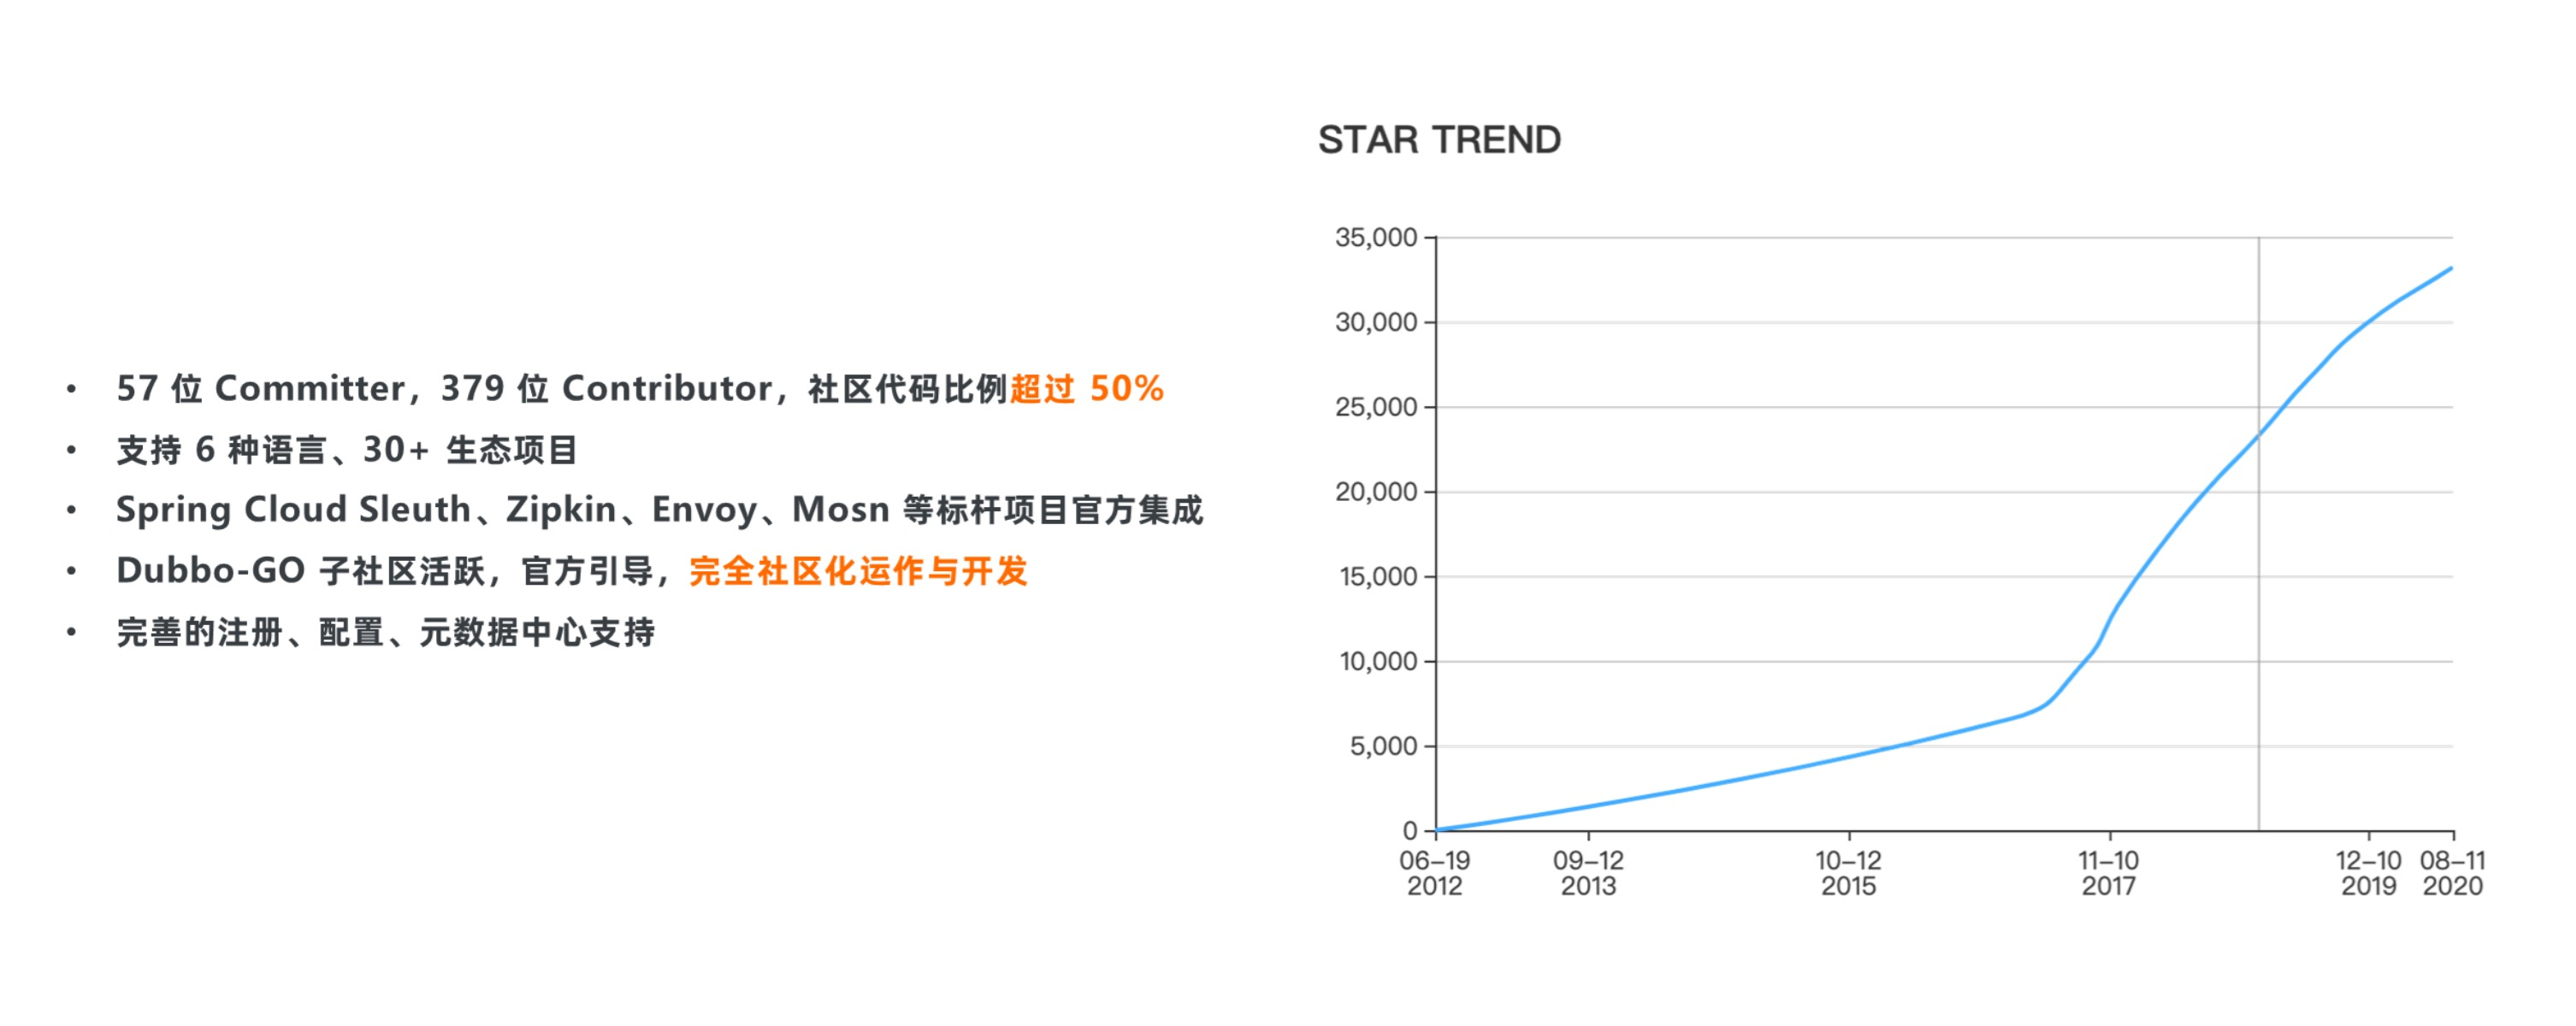 • 57 位 Committer，379 位 Contributor，社区代码比例超过 50%
• 支持 6 种语言、30+ 生态项目
• Spring Cloud Sleuth、Zipkin、Envoy、Mosn 等标杆项目官方集成
• Dubbo-GO 子社区活跃，官方引导，完全社区化运作与开发
• 完善的注册、配置、元数据中心支持
STAR TREND
35,000
30,000
25,000
20,000
15,000
10,000
5,000
0
06–19 09–12 10–12 11–10 12–10 08–11
2012 2013 2015 2017 2019 2020